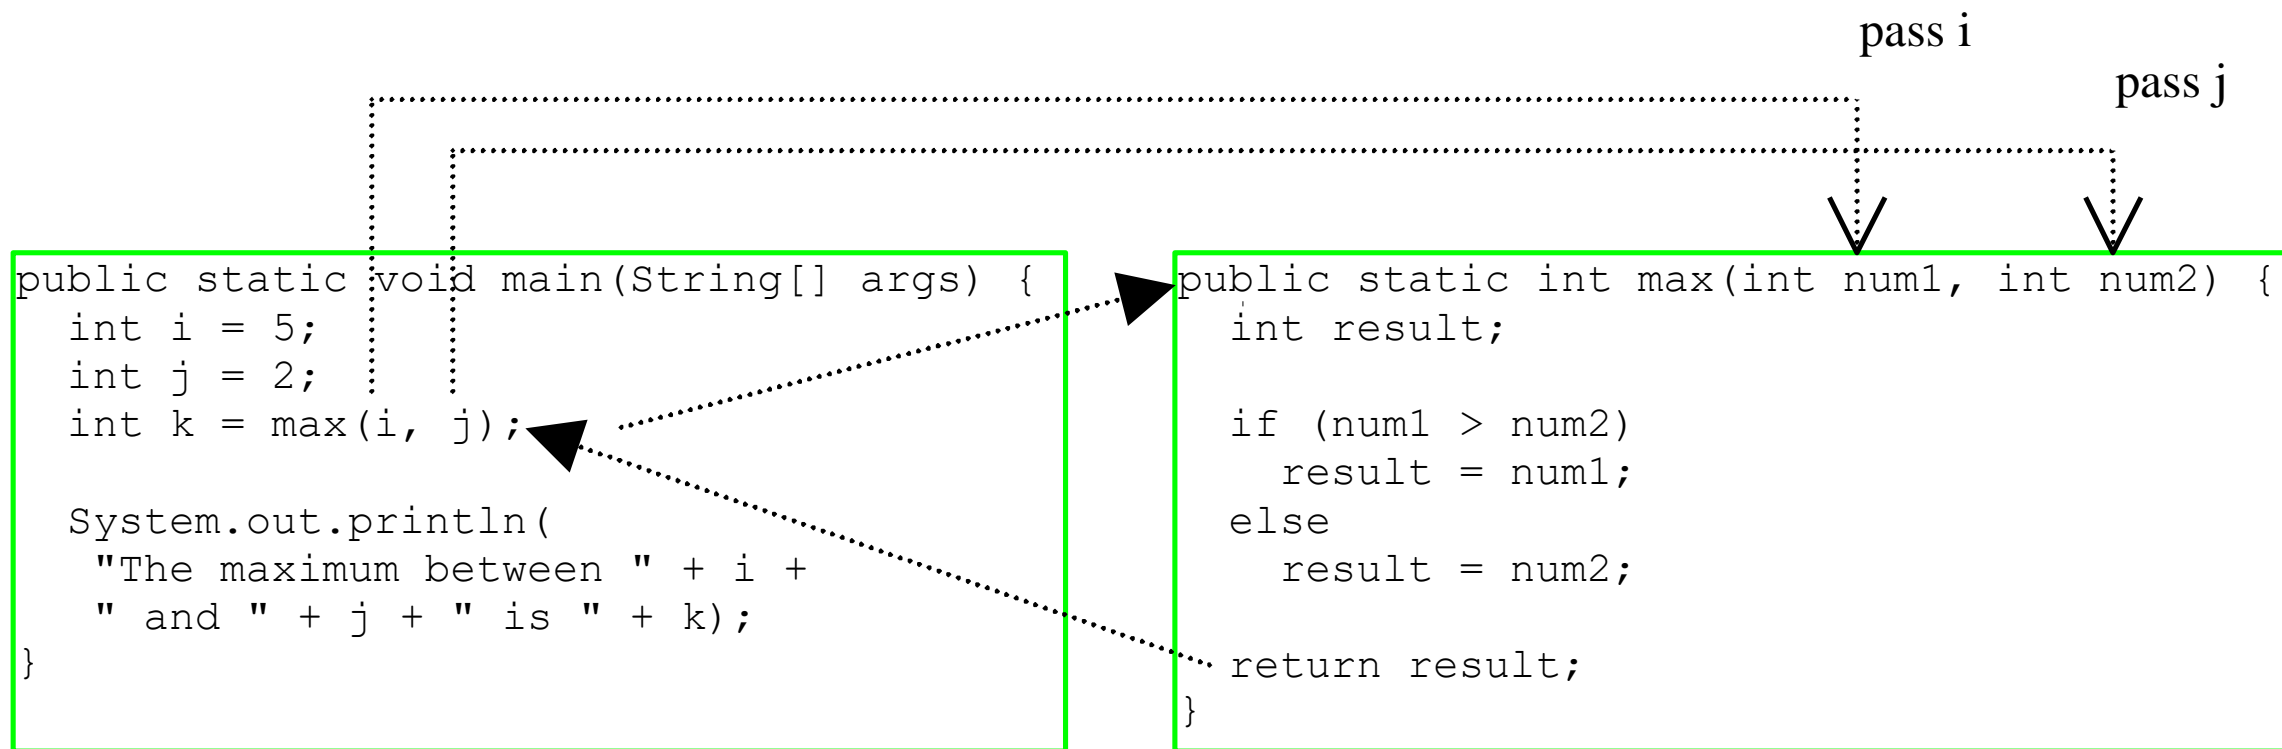 pass i
pass j
public static void main(String[] args) {
  int i = 5;
  int j = 2;
  int k = max(i, j);

  System.out.println(
   "The maximum between " + i +
   " and " + j + " is " + k);
}
public static int max(int num1, int num2) {
  int result;

  if (num1 > num2)
    result = num1;
  else
    result = num2;

  return result;
}